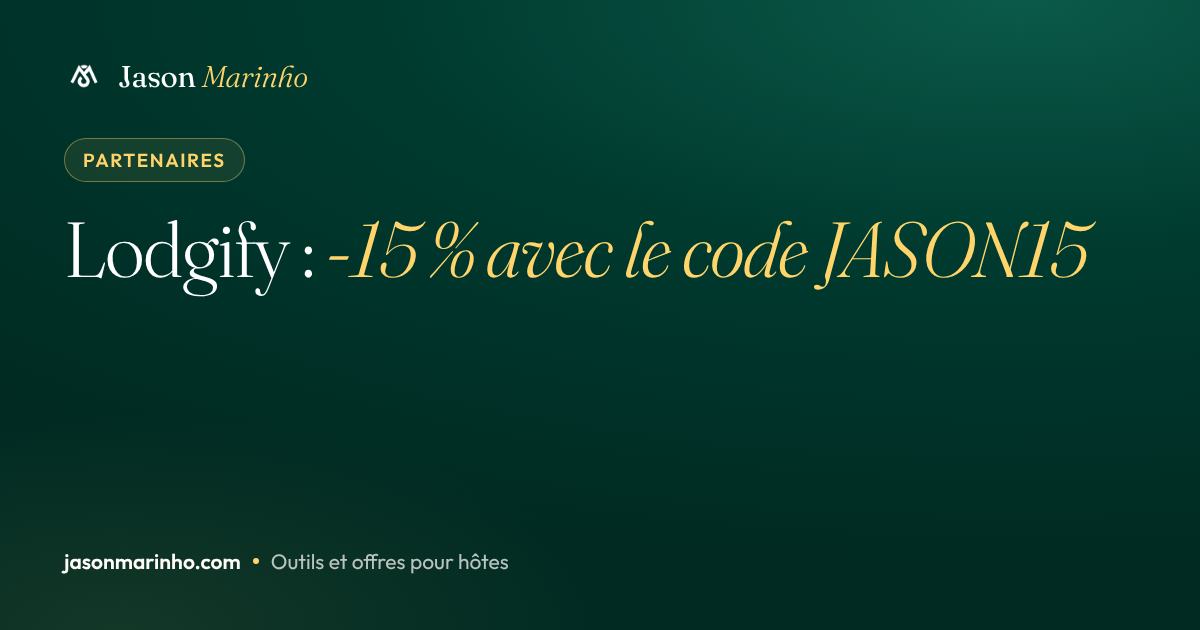 Jason Marinho
PARTENAIRES
Lodgify : -15 % avec le code JASON15
jasonmarinho.com • Outils et offres pour hôtes